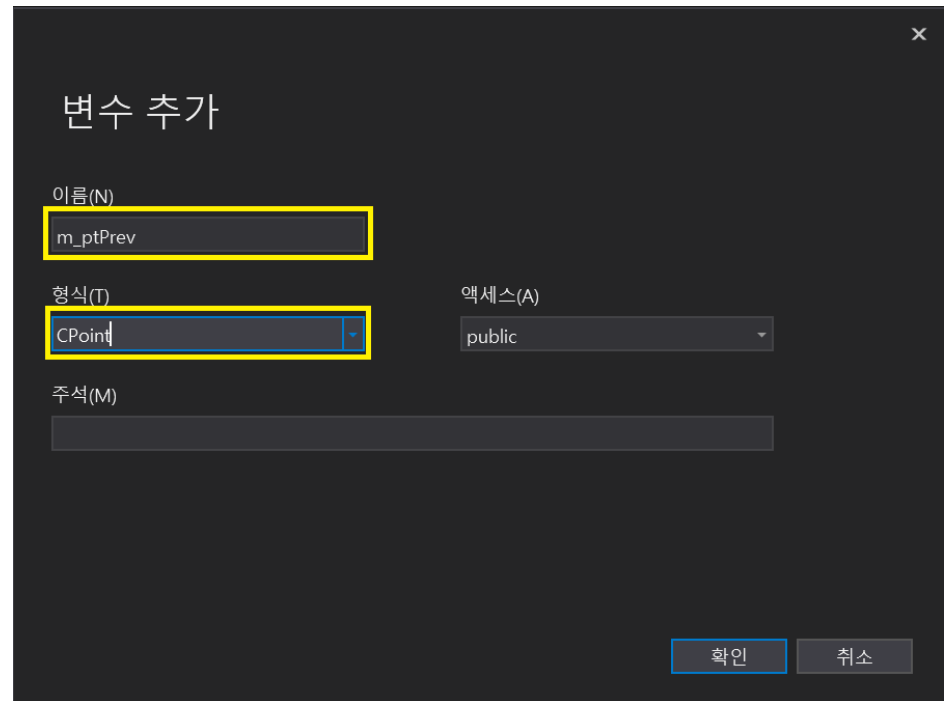 변수 추가
이름(N)
m_ptPrev
형식(T)
액세스(A)
CPoint
public
주석(M)
확인
취소